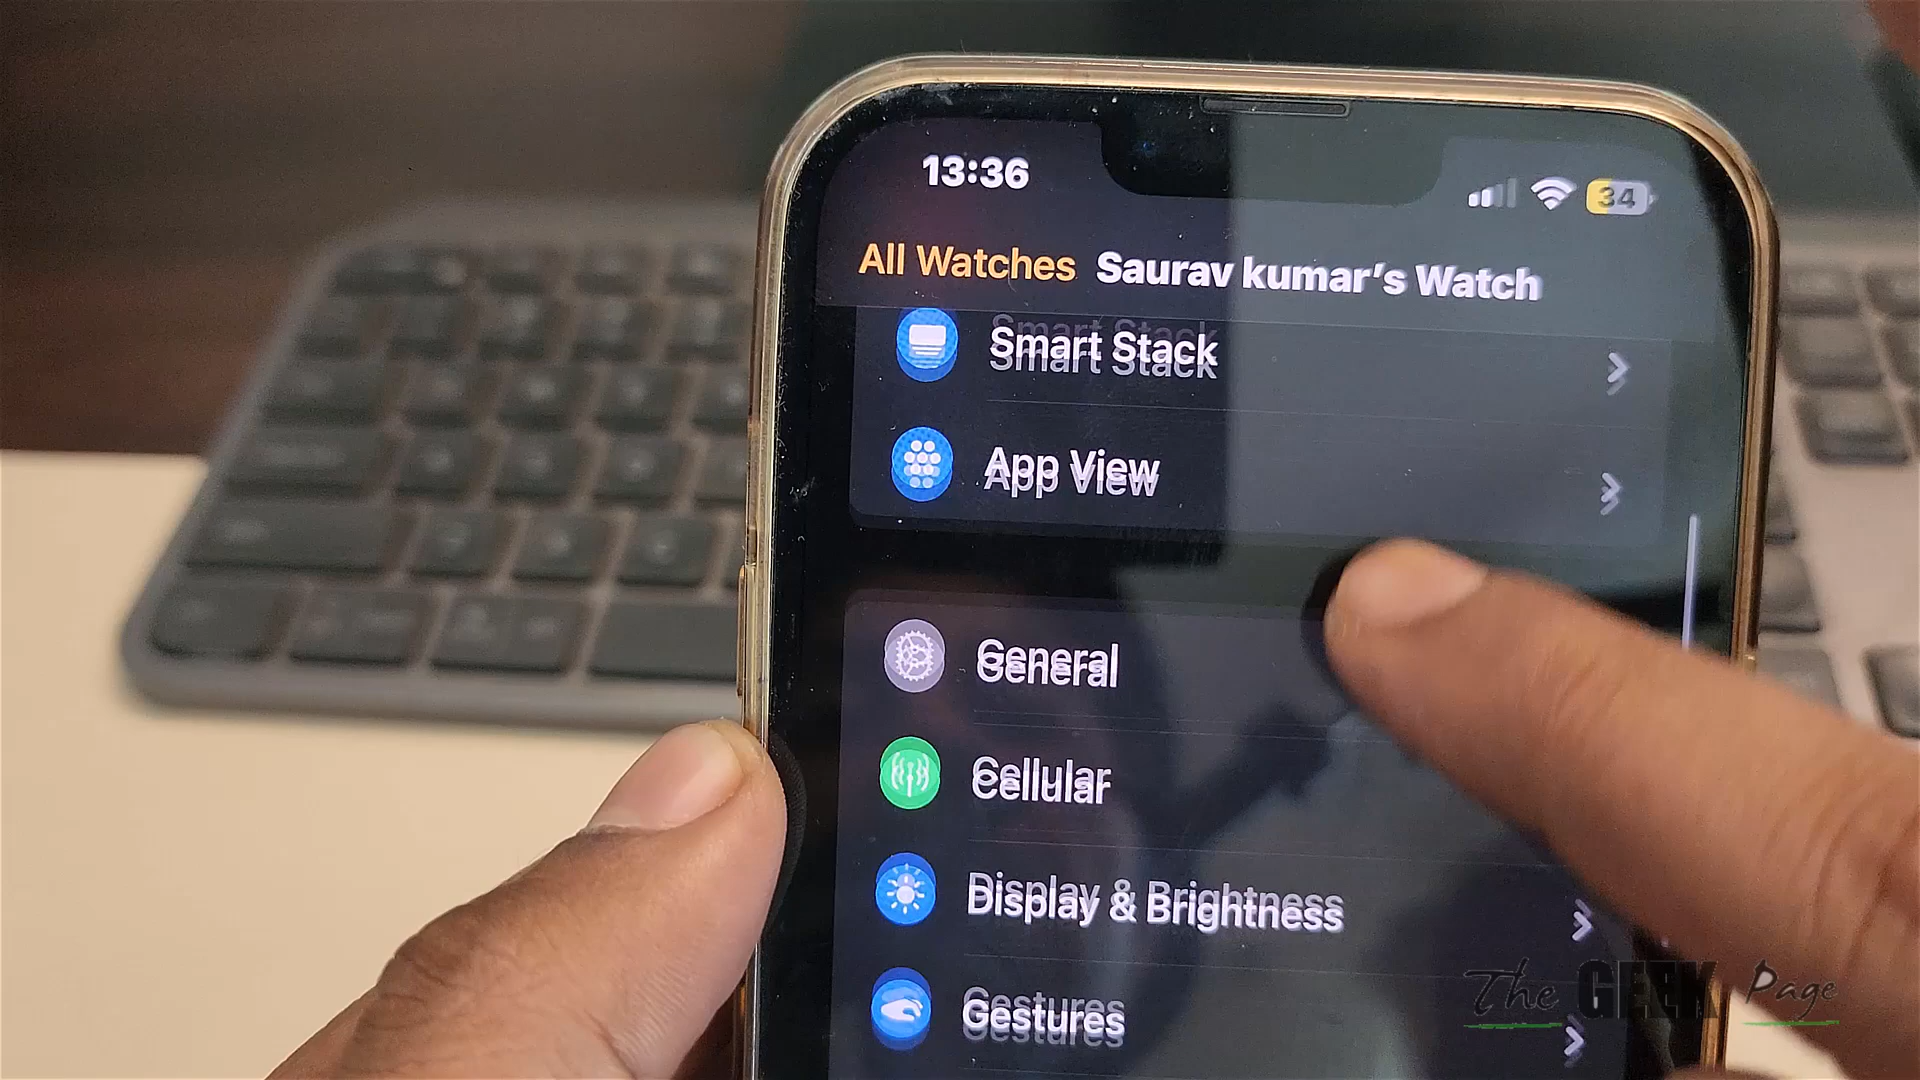 13:36
34
All Watches Saurav kumar’s Watch
Smart Stack
App View
General
Cellular
Display & Brightness
Gestures
The GEEK Page